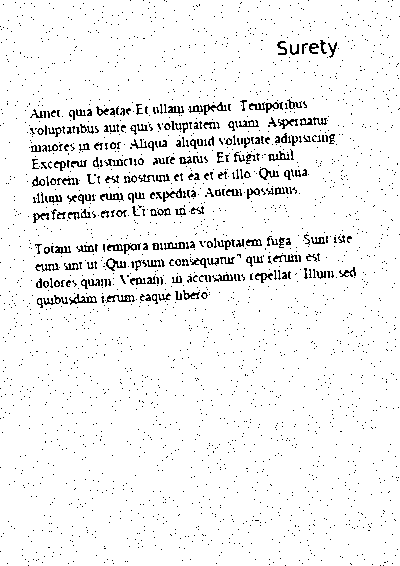 Surety
Amet, quia beatae Et ullam impedit. Temporibus
voluptatibus aute quis voluptatem, quam. Aspernatur
maiores in error. Aliqua, aliquid voluptate adipisicing.
Excepteur distinctio, aute natus. Et fugit, nihil
dolorem. Ut est nostrum et ea et et illo. Qui quia,
illum sequi eum qui expedita. Autem possimus,
perferendis error Ut non in est.
Totam sint tempora minima voluptatem fuga. Sunt iste
eum sint ut. Qui ipsum consequatur? qui rerum est
dolores quam. Veniam, in accusamus repellat. Illum sed
quibusdam rerum eaque libero.